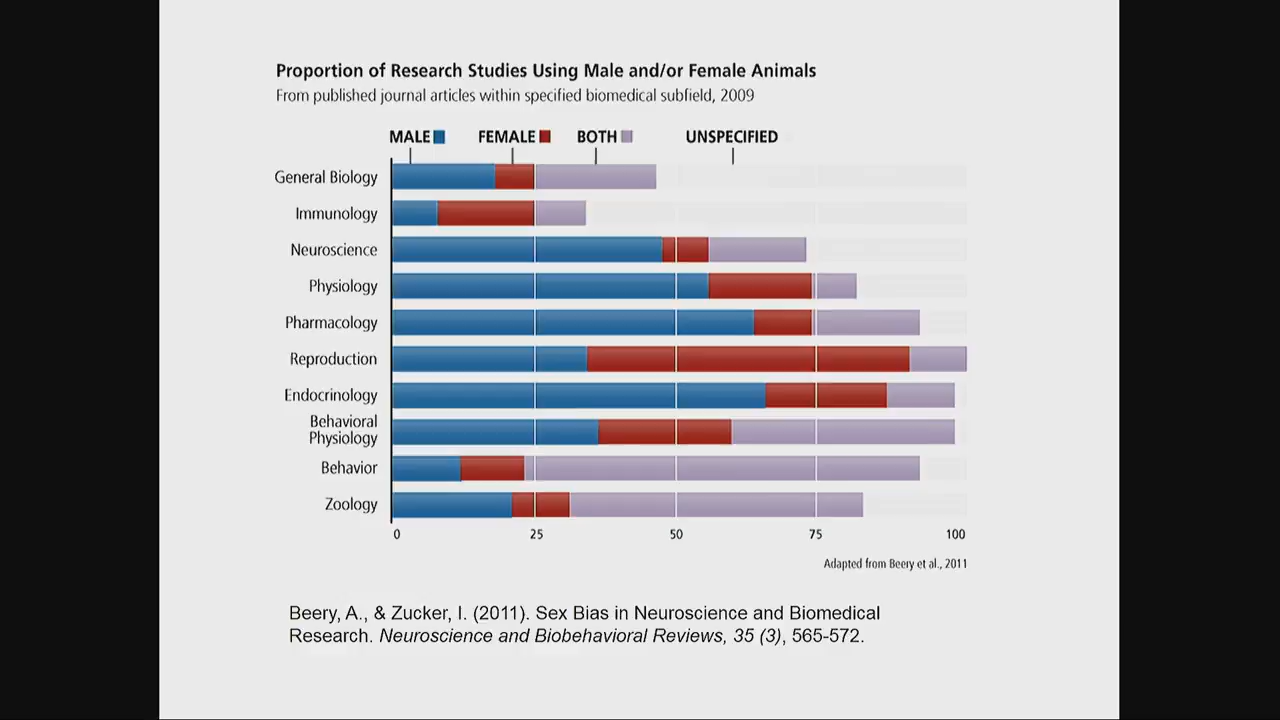 Proportion of Research Studies Using Male and/or Female Animals
From published journal articles within specified biomedical subfield, 2009
MALE FEMALE BOTH UNSPECIFIED
General Biology
Immunology
Neuroscience
Physiology
Pharmacology
Reproduction
Endocrinology
Behavioral
Physiology
Behavior
Zoology
0 25 50 75 100
Adapted from Beery et al., 2011
Beery, A., & Zucker, I. (2011). Sex Bias in Neuroscience and Biomedical
Research. Neuroscience and Biobehavioral Reviews, 35 (3), 565-572.